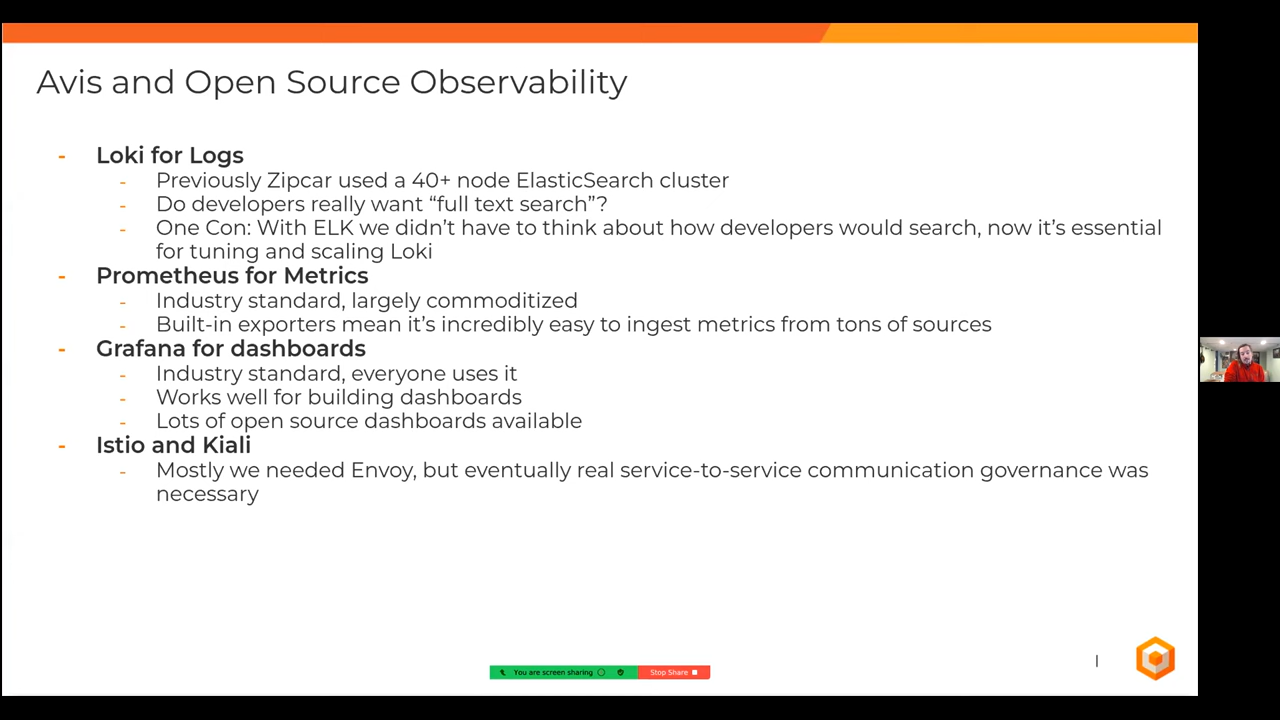 Avis and Open Source Observability
- Loki for Logs
- Previously Zipcar used a 40+ node ElasticSearch cluster
- Do developers really want “full text search”?
- One Con: With ELK we didn’t have to think about how developers would search, now it’s essential
for tuning and scaling Loki
- Prometheus for Metrics
- Industry standard, largely commoditized
- Built-in exporters mean it’s incredibly easy to ingest metrics from tons of sources
- Grafana for dashboards
- Industry standard, everyone uses it
- Works well for building dashboards
- Lots of open source dashboards available
- Istio and Kiali
- Mostly we needed Envoy, but eventually real service-to-service communication governance was
necessary
|
You are screen sharing Stop Share